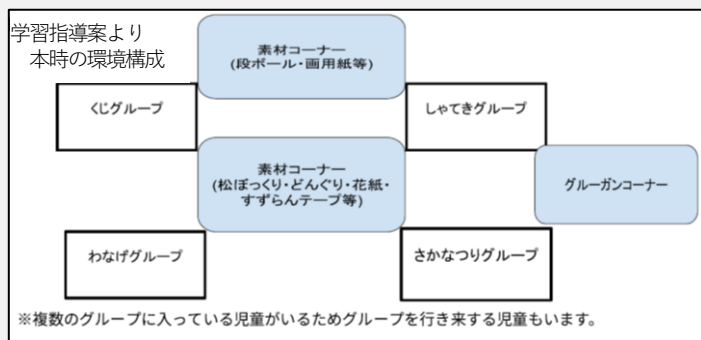 学習指導案より
本時の環境構成
素材コーナー
(段ボール・画用紙等)
くじグループ
しゃてきグループ
素材コーナー
(松ぼっくり・どんぐり・花紙・
すずらんテープ等)
グルーガンコーナー
わなげグループ
さかなつりグループ
※複数のグループに入っている児童がいるためグループを行き来する児童もいます。